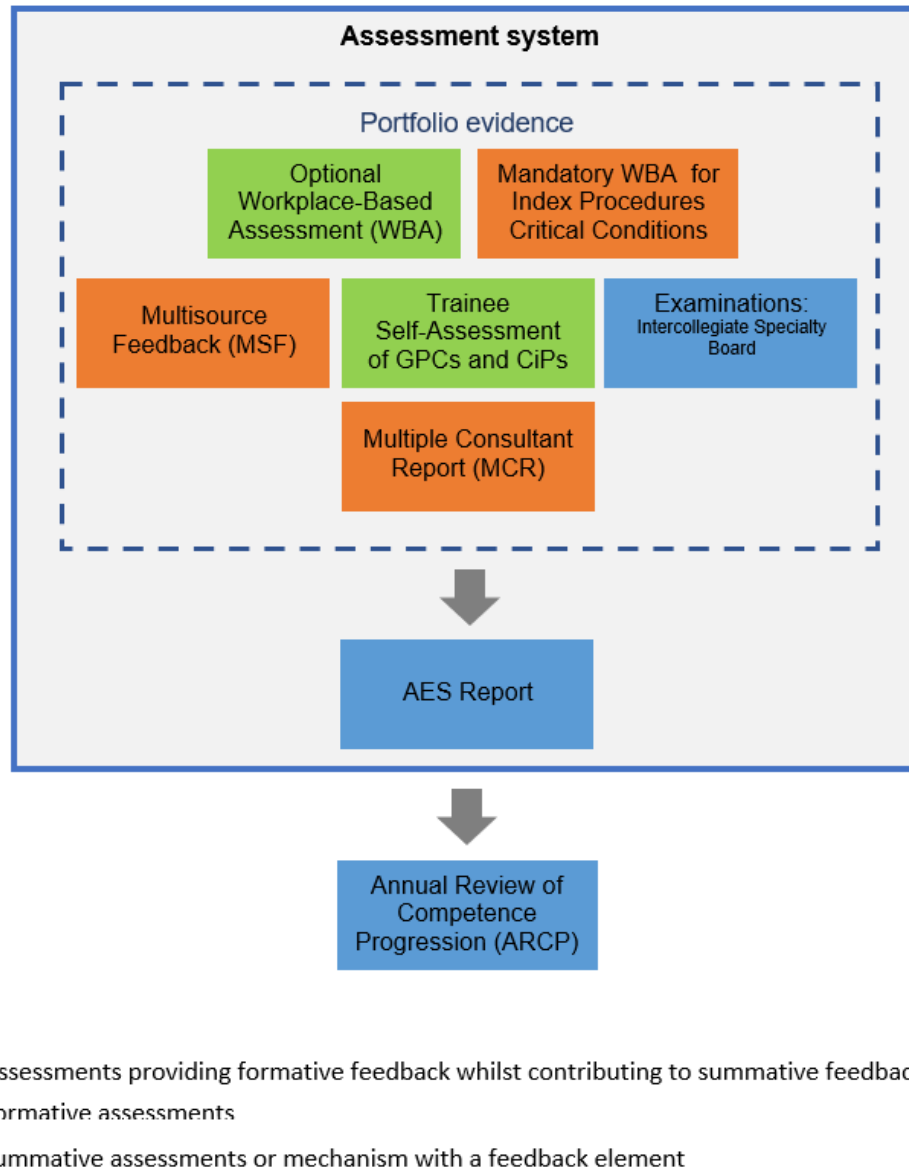 Assessment system
Portfolio evidence
Optional
Workplace-Based
Assessment (WBA)
Mandatory WBA for
Index Procedures
Critical Conditions
Multisource
Feedback (MSF)
Trainee
Self-Assessment
of GPCs and CiPs
Examinations:
Intercollegiate Specialty
Board
Multiple Consultant
Report (MCR)
AES Report
Annual Review of
Competence
Progression (ARCP)
ssessments providing formative feedback whilst contributing to summative feedbac
ormative assessments
ummative assessments or mechanism with a feedback element